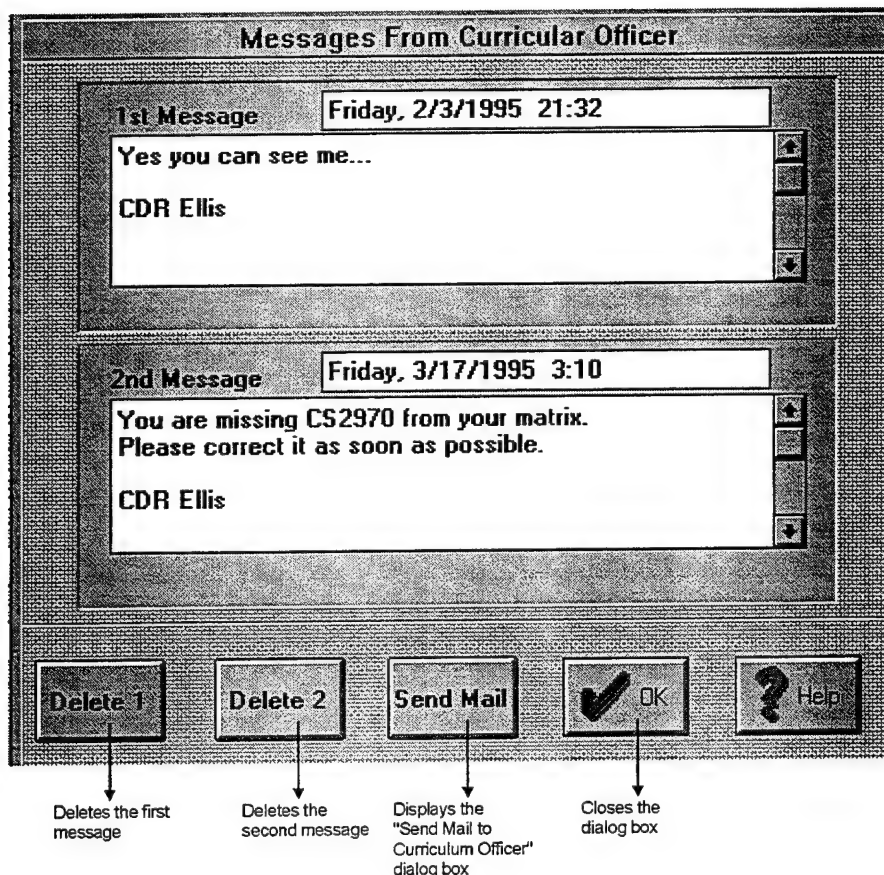 Messages From Curricular Officer
1st Message
Friday, 2/3/1995 21:32
Yes you can see me...
CDR Ellis
2nd Message
Friday, 3/17/1995 3:10
You are missing CS2970 from your matrix.
Please correct it as soon as possible.
CDR Ellis
Delete 1
Delete 2
Send Mail
OK
? Help
Deletes the first
message
Deletes the
second message
Displays the
"Send Mail to
Curriculum Officer"
dialog box
Closes the
dialog box